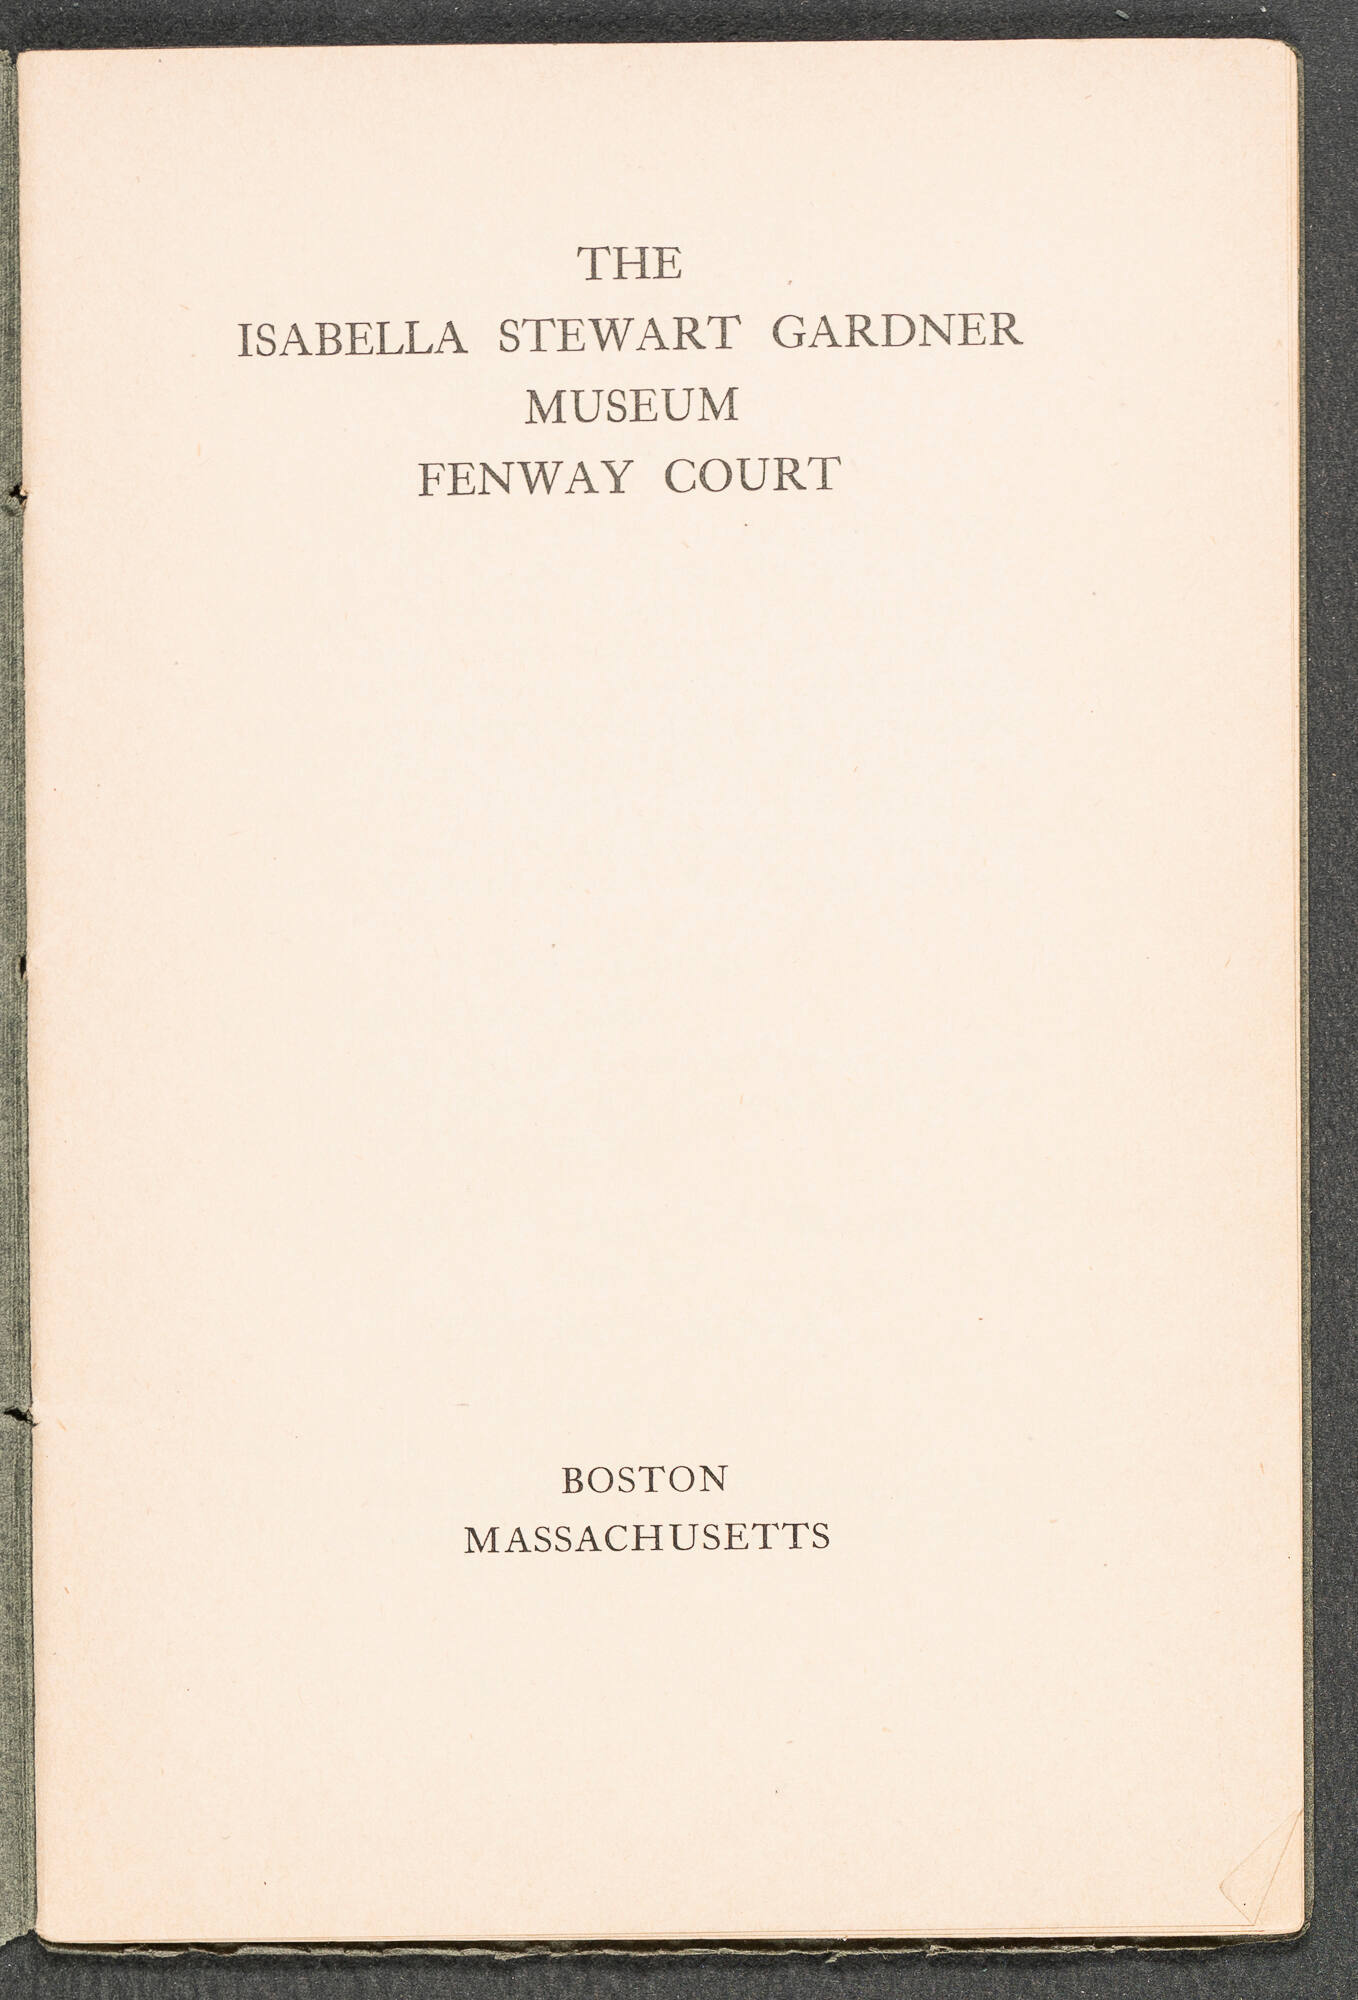 THE
ISABELLA STEWART GARDNER
MUSEUM
FENWAY COURT
BOSTON
MASSACHUSETTS